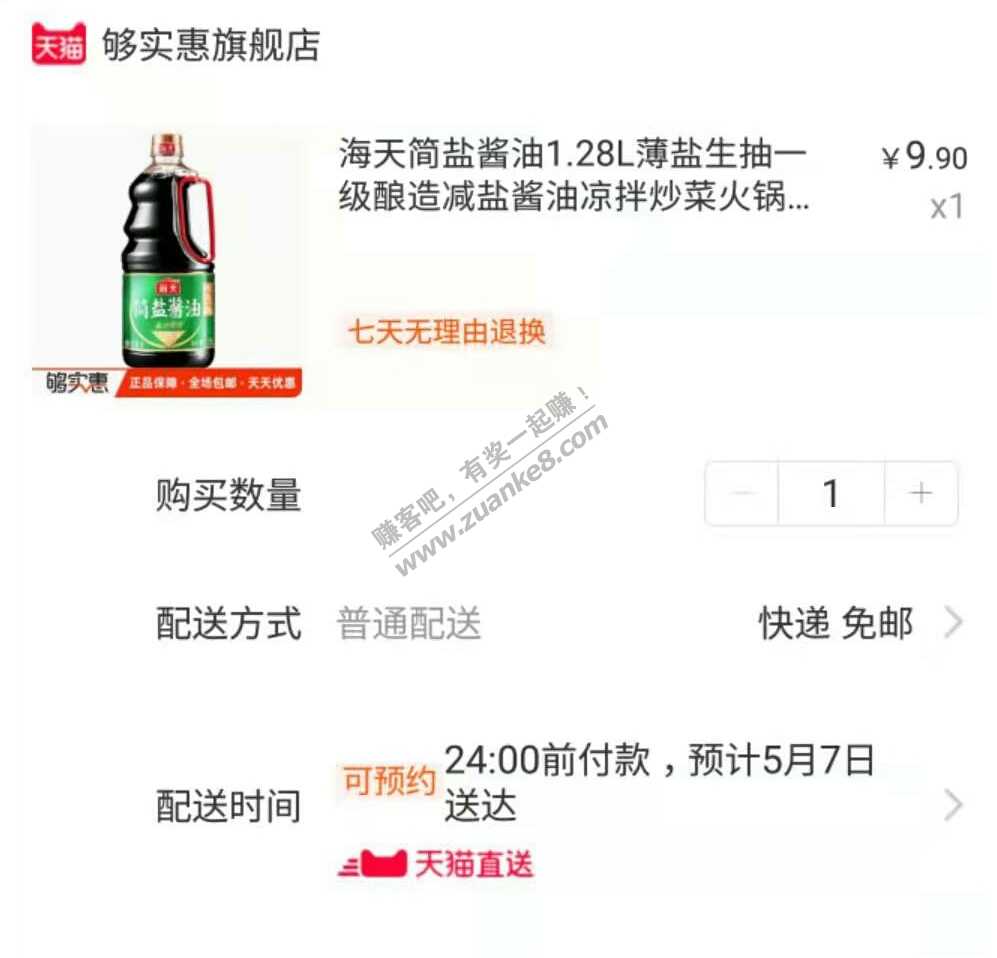 天猫 够实惠旗舰店
海天简盐酱油1.28L薄盐生抽一
级酿造减盐酱油凉拌炒菜火锅...
￥9.90
x1
海天
简盐酱油
七天无理由退换
够实惠 正品保障·全场包邮·天天优惠
赚客吧，有奖一起赚！
www.zuanke8.com
购买数量 － 1 +
配送方式 普通配送 快递 免邮
配送时间 可预约 24:00前付款，预计5月7日
送达
天猫直送